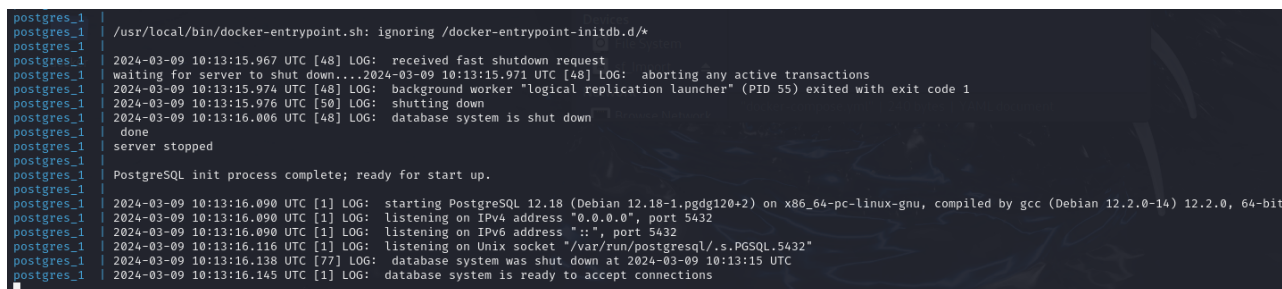 postgres_1 |
postgres_1 | /usr/local/bin/docker-entrypoint.sh: ignoring /docker-entrypoint-initdb.d/*
postgres_1 |
postgres_1 | 2024-03-09 10:13:15.967 UTC [48] LOG:  received fast shutdown request
postgres_1 | waiting for server to shut down....2024-03-09 10:13:15.971 UTC [48] LOG:  aborting any active transactions
postgres_1 | 2024-03-09 10:13:15.974 UTC [48] LOG:  background worker "logical replication launcher" (PID 55) exited with exit code 1
postgres_1 | 2024-03-09 10:13:15.976 UTC [50] LOG:  shutting down
postgres_1 | 2024-03-09 10:13:16.006 UTC [48] LOG:  database system is shut down
postgres_1 |  done
postgres_1 | server stopped
postgres_1 |
postgres_1 | PostgreSQL init process complete; ready for start up.
postgres_1 |
postgres_1 | 2024-03-09 10:13:16.090 UTC [1] LOG:  starting PostgreSQL 12.18 (Debian 12.18-1.pgdg120+2) on x86_64-pc-linux-gnu, compiled by gcc (Debian 12.2.0-14) 12.2.0, 64-bit
postgres_1 | 2024-03-09 10:13:16.090 UTC [1] LOG:  listening on IPv4 address "0.0.0.0", port 5432
postgres_1 | 2024-03-09 10:13:16.090 UTC [1] LOG:  listening on IPv6 address "::", port 5432
postgres_1 | 2024-03-09 10:13:16.116 UTC [1] LOG:  listening on Unix socket "/var/run/postgresql/.s.PGSQL.5432"
postgres_1 | 2024-03-09 10:13:16.138 UTC [77] LOG:  database system was shut down at 2024-03-09 10:13:15 UTC
postgres_1 | 2024-03-09 10:13:16.145 UTC [1] LOG:  database system is ready to accept connections